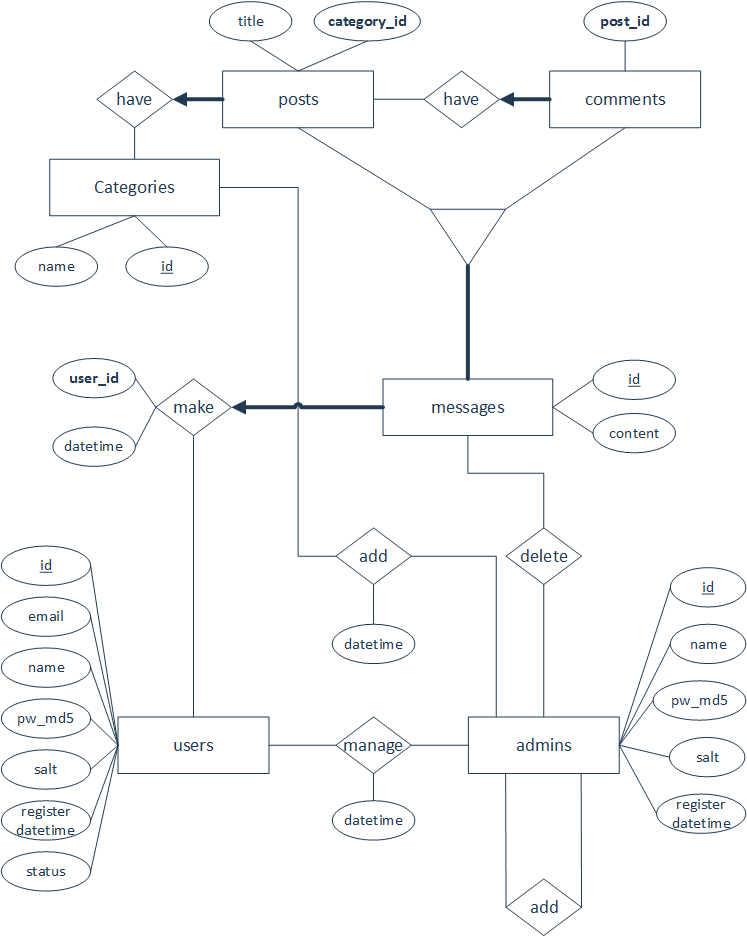 title
category_id
post_id
have
posts
have
comments
Categories
name
id
user_id
make
messages
id
datetime
content
add
delete
id
id
email
datetime
name
name
pw_md5
pw_md5
users
manage
admins
salt
salt
register
datetime
datetime
register
datetime
status
add